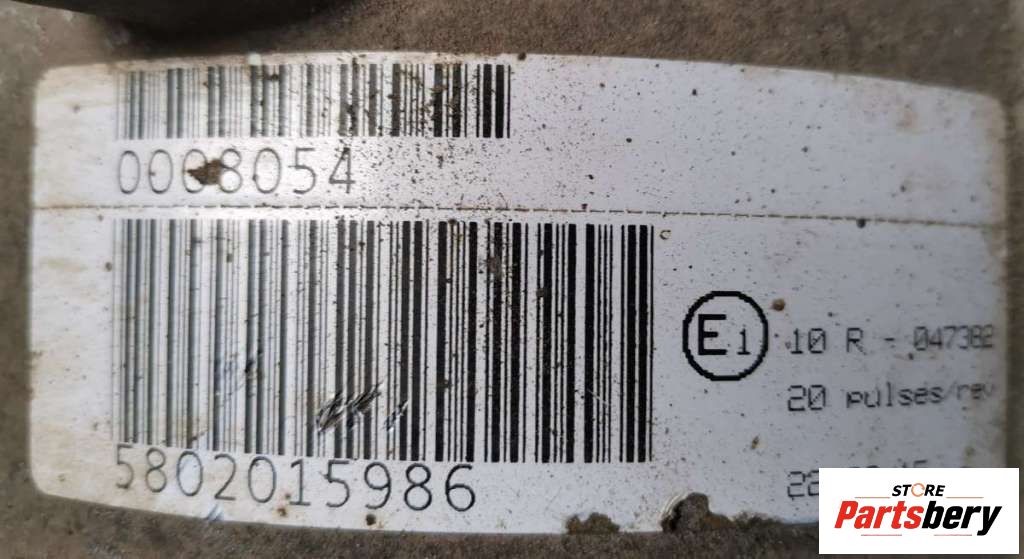 0008054
E1 10 R - 047382
20 pulses/rev
5802015986
STORE
Partsbery